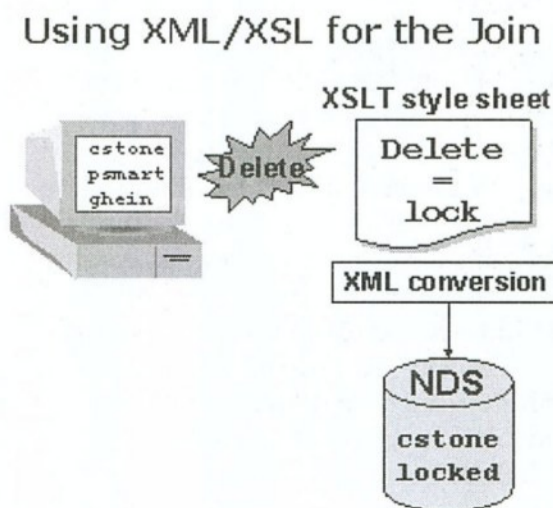 Using XML/XSL for the Join
XSLT style sheet
cstone
psmart
ghein
Delete
Delete
=
lock
XML conversion
NDS
cstone
locked